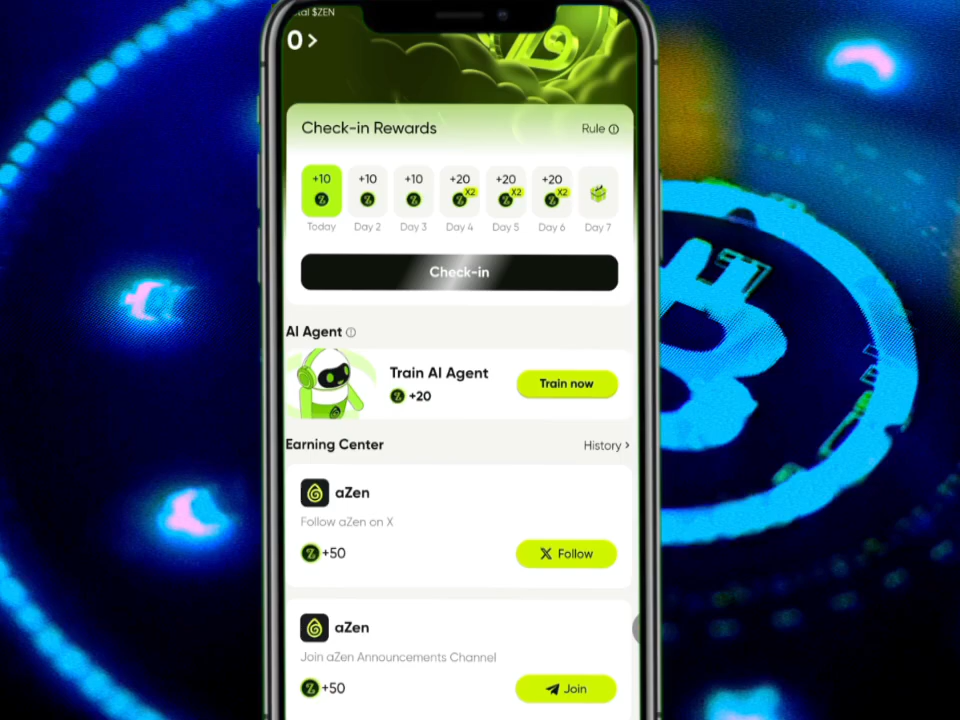 $ZEN
0 >
Check-in Rewards
Rule
+10 +10 +10 +20 +20 +20
X2 X2 X2
Today Day 2 Day 3 Day 4 Day 5 Day 6 Day 7
Check-in
AI Agent
Train AI Agent
+20
Train now
Earning Center
History >
aZen
Follow aZen on X
+50
Follow
aZen
Join aZen Announcements Channel
+50
Join